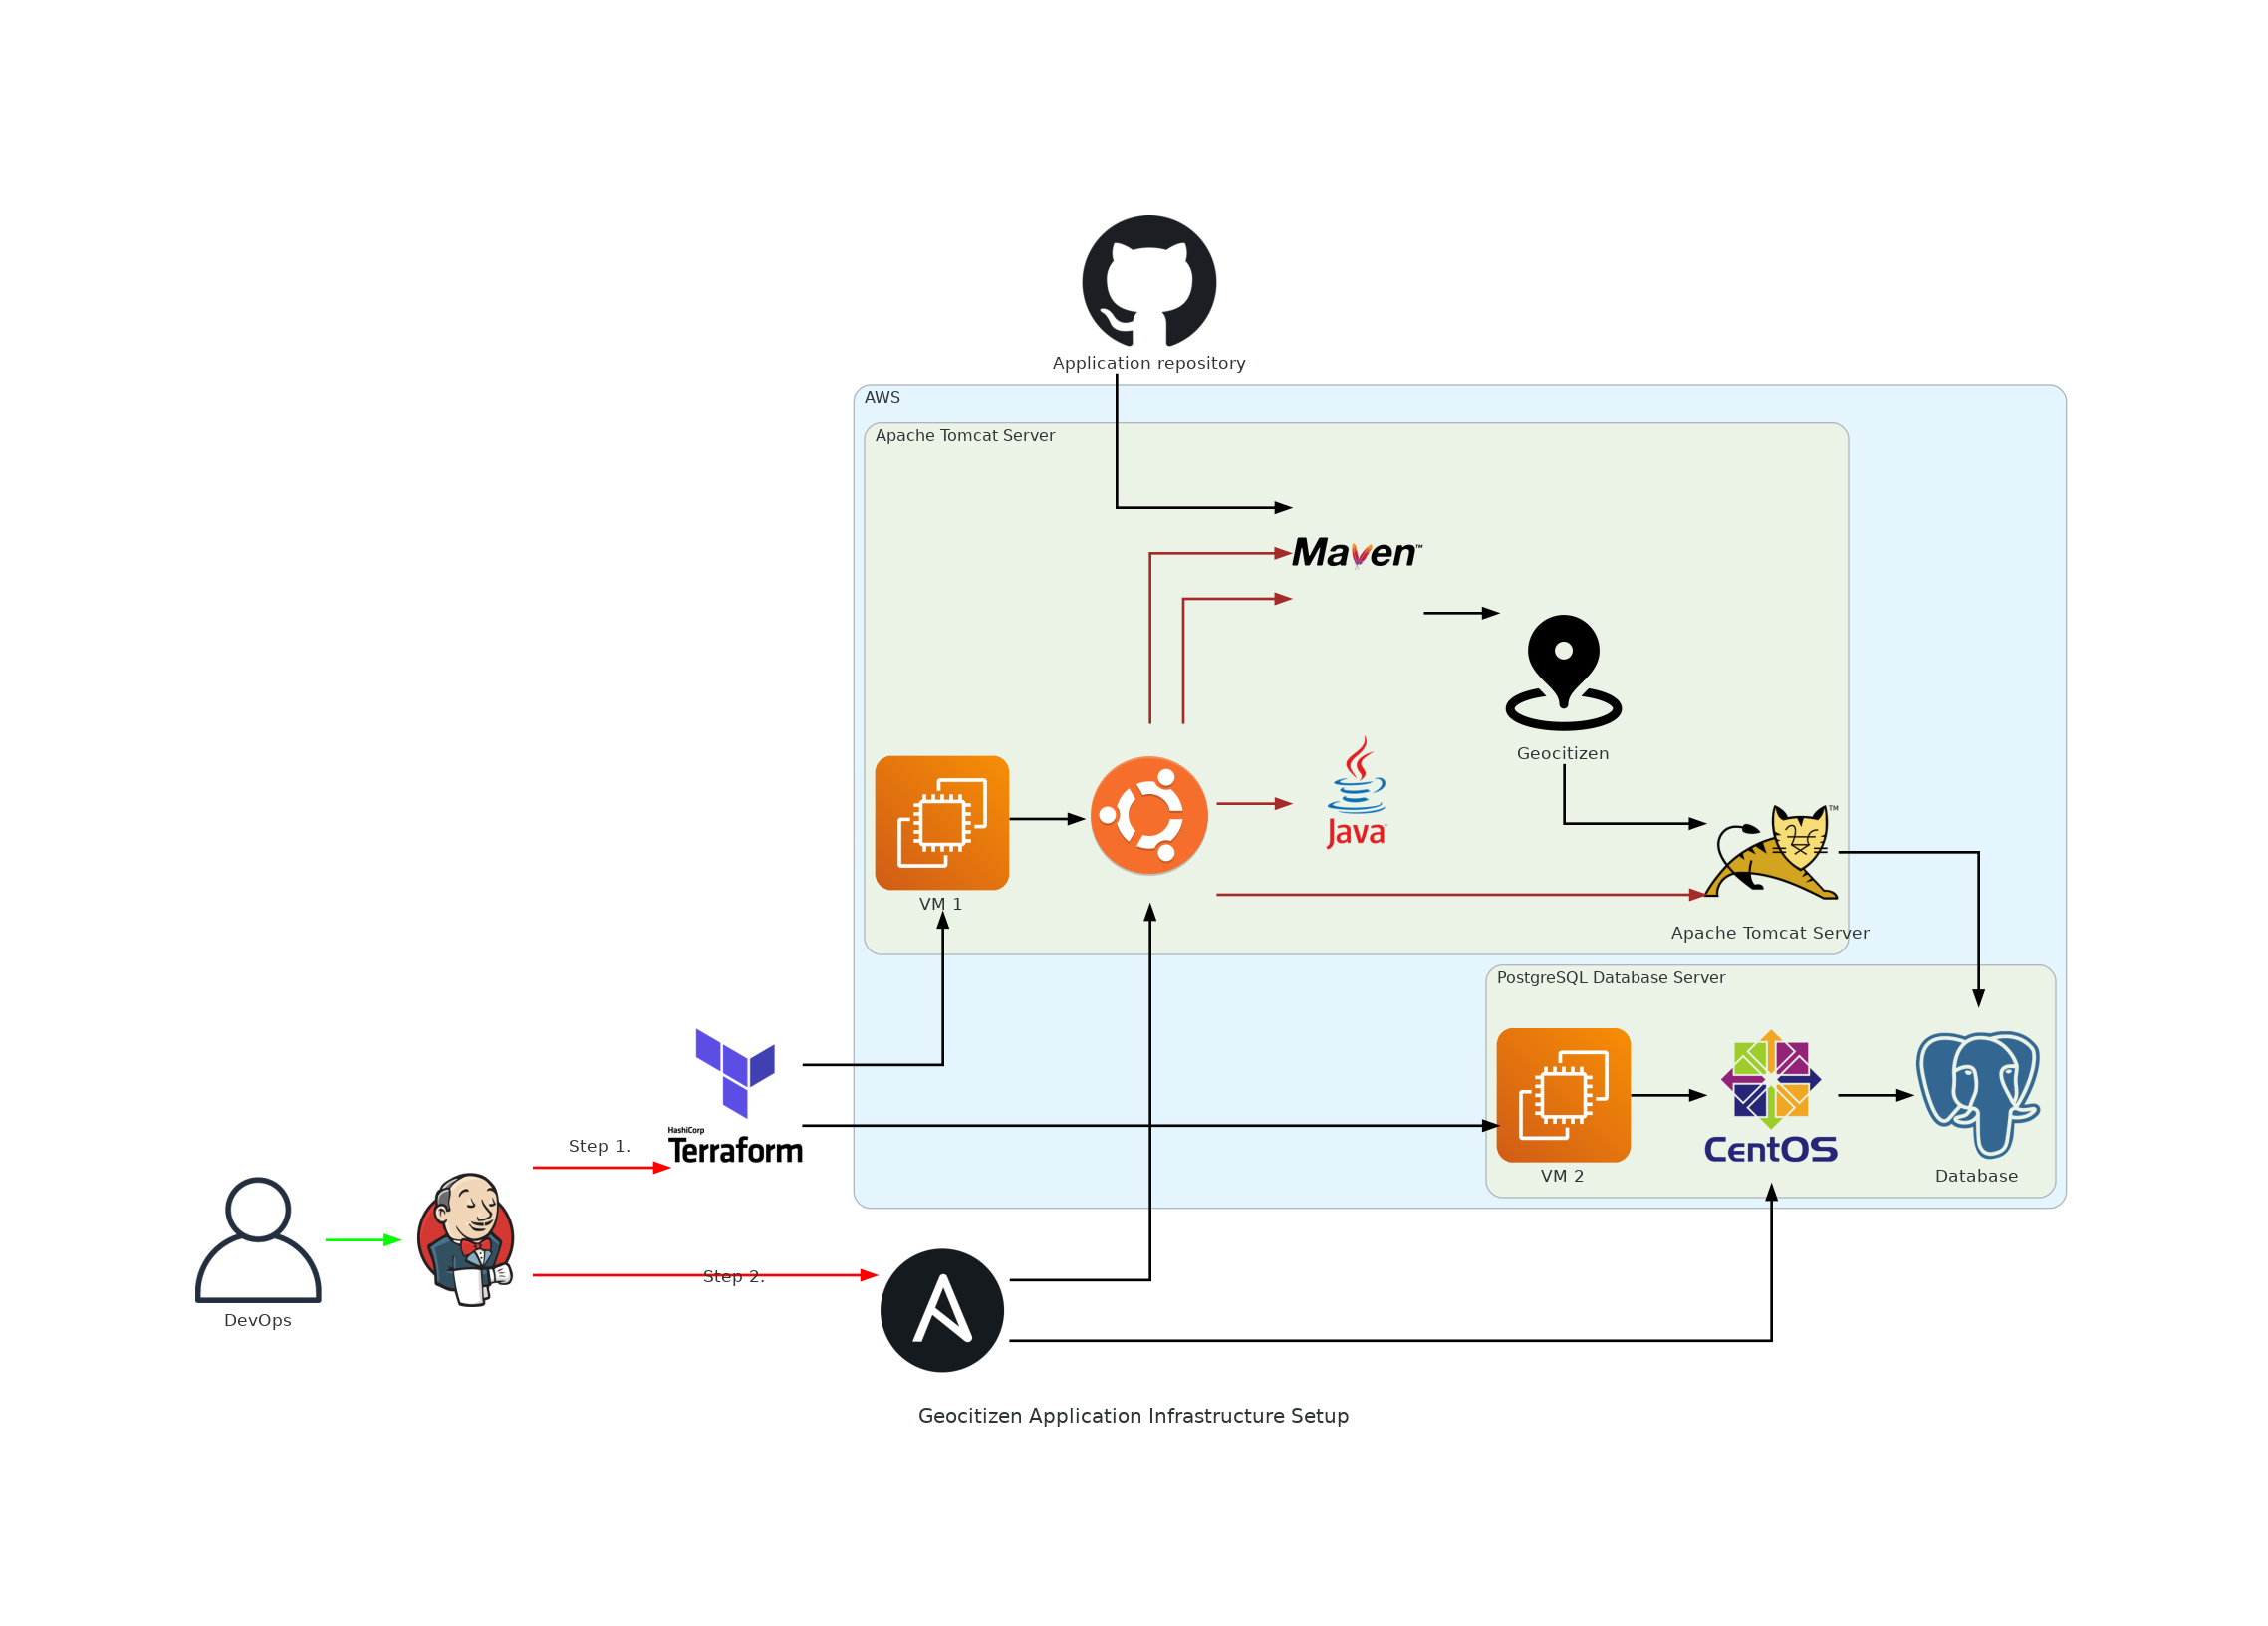 Application repository
AWS
Apache Tomcat Server
Maven™
Geocitizen
Java
VM 1
TM
Apache Tomcat Server
PostgreSQL Database Server
HashiCorp
Terraform
CentOS
VM 2
Database
Step 1.
Step 2.
DevOps
Geocitizen Application Infrastructure Setup